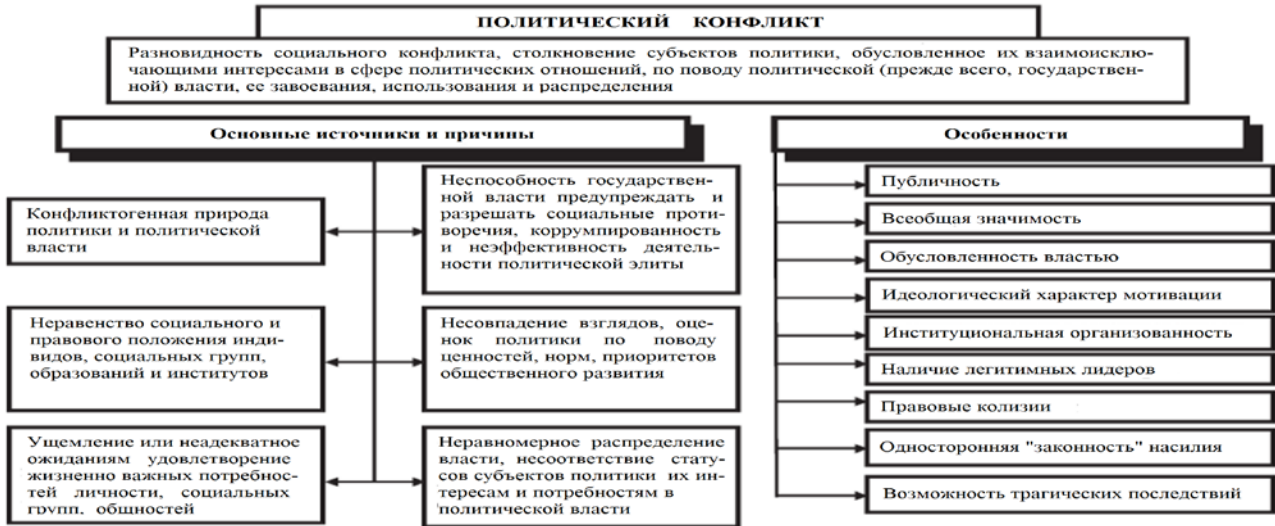 ПОЛИТИЧЕСКИЙ КОНФЛИКТ
Разновидность социального конфликта, столкновение субъектов политики, обусловленное их взаимоисклю-
чающими интересами в сфере политических отношений, по поводу политической (прежде всего, государствен-
ной) власти, ее завоевания, использования и распределения
Основные источники и причины
Конфликтогенная природа
политики и политической
власти
Неспособность государствен-
ной власти предупреждать и
разрешать социальные проти-
воречия, коррумпированность
и неэффективность деятель-
ности политической элиты
Неравенство социального и
правового положения инди-
видов, социальных групп,
образований и институтов
Несовпадение взглядов, оце-
нок политики по поводу
ценностей, норм, приоритетов
общественного развития
Ущемление или неадекватное
ожиданиям удовлетворение
жизненно важных потребнос-
тей личности, социальных
групп, общностей
Неравномерное распределение
власти, несоответствие стату-
сов субъектов политики их ин-
тересам и потребностям в
политической власти
Особенности
Публичность
Всеобщая значимость
Обусловленность властью
Идеологический характер мотивации
Институциональная организованность
Наличие легитимных лидеров
Правовые колизии
Односторонняя "законность" насилия
Возможность трагических последствий